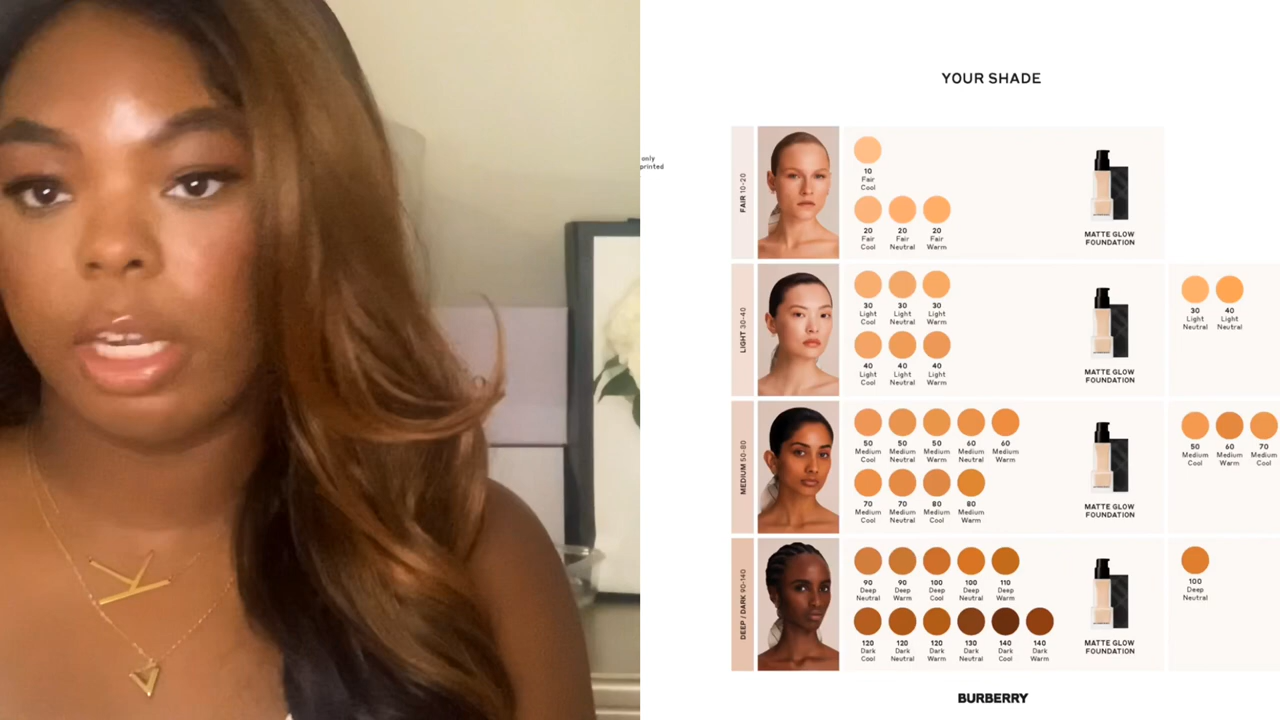 YOUR SHADE
only
printed
FAIR 10-20
10
Fair
Cool
20 20 20
Fair Fair Fair
Cool Neutral Warm
MATTE GLOW
FOUNDATION
LIGHT 30-40
30 30 30
Light Light Light
Cool Neutral Warm
40 40 40
Light Light Light
Cool Neutral Warm
MATTE GLOW
FOUNDATION
30 40
Light Light
Neutral Neutral
MEDIUM 50-80
50 50 50 60 60
Medium Medium Medium Medium Medium
Cool Neutral Warm Neutral Warm
70 70 80 80
Medium Medium Medium Medium
Cool Neutral Cool Warm
MATTE GLOW
FOUNDATION
50 60 70
Medium Medium Medium
Cool Warm Cool
DEEP / DARK 90-140
90 90 100 100 110
Deep Deep Deep Deep Deep
Neutral Warm Cool Neutral Warm
120 120 120 130 140 140
Dark Dark Dark Deep Dark Dark
Cool Neutral Warm Neutral Cool Warm
MATTE GLOW
FOUNDATION
100
Deep
Neutral
BURBERRY